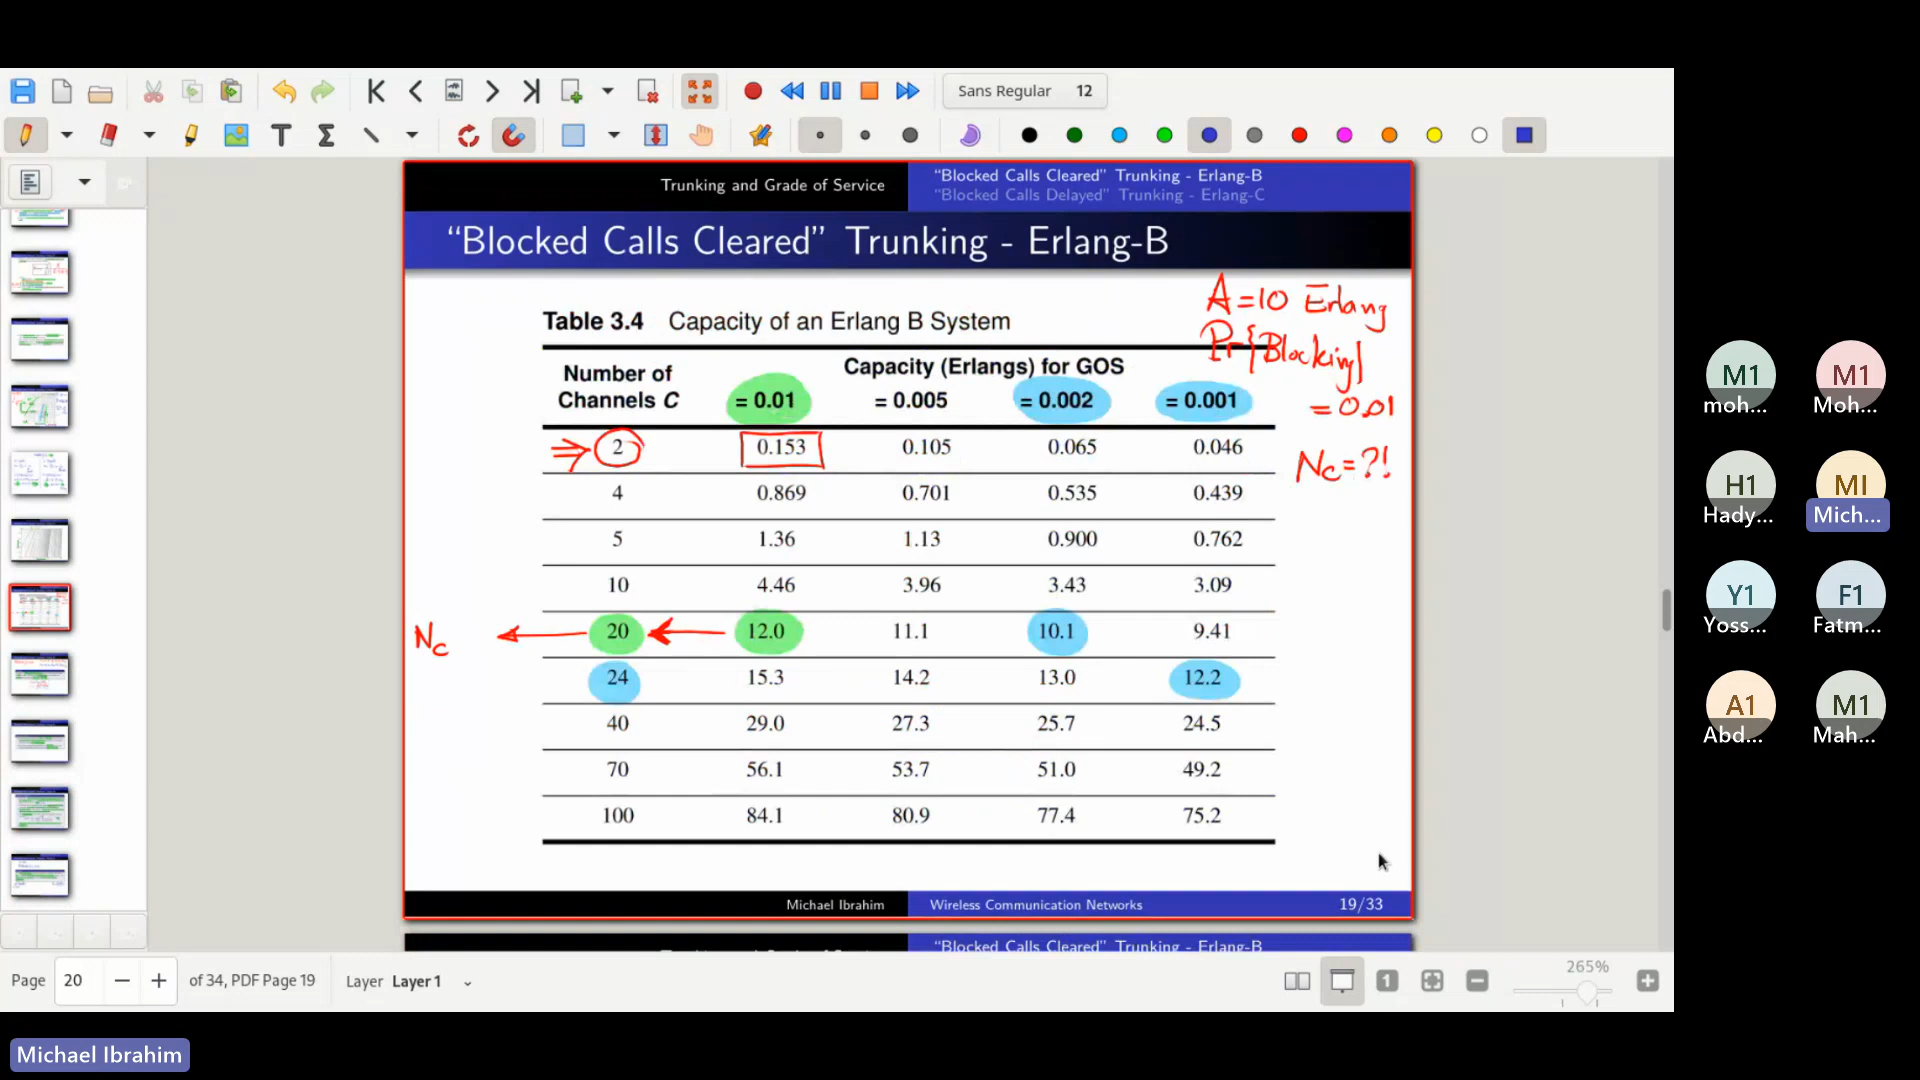 Sans Regular 12
Trunking and Grade of Service
"Blocked Calls Cleared" Trunking - Erlang-B
"Blocked Calls Delayed" Trunking - Erlang-C
"Blocked Calls Cleared" Trunking - Erlang-B
A = 10 Erlang
Pr{Blocking}
= 0.01
Nc = ?!
Table 3.4 Capacity of an Erlang B System
Number of Channels C
Capacity (Erlangs) for GOS
= 0.01 = 0.005 = 0.002 = 0.001
⇒ 2 0.153 0.105 0.065 0.046
4 0.869 0.701 0.535 0.439
5 1.36 1.13 0.900 0.762
10 4.46 3.96 3.43 3.09
Nc ← 20 ← 12.0 11.1 10.1 9.41
24 15.3 14.2 13.0 12.2
40 29.0 27.3 25.7 24.5
70 56.1 53.7 51.0 49.2
100 84.1 80.9 77.4 75.2
Michael Ibrahim Wireless Communication Networks 19/33
"Blocked Calls Cleared" Trunking - Erlang-B
Page 20 of 34, PDF Page 19 Layer Layer 1
1
265%
M1
moh...
M1
Moh...
H1
Hady...
MI
Mich...
Y1
Yoss...
F1
Fatm...
A1
Abd...
M1
Mah...
Michael Ibrahim